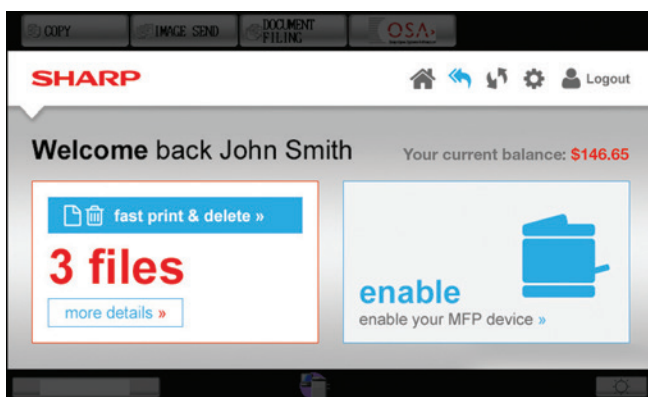 COPY
IMAGE SEND
DOCUMENT
FILING
OSA
SHARP
Logout
Welcome back John Smith
Your current balance: $146.65
fast print & delete »
3 files
more details »
enable
enable your MFP device »